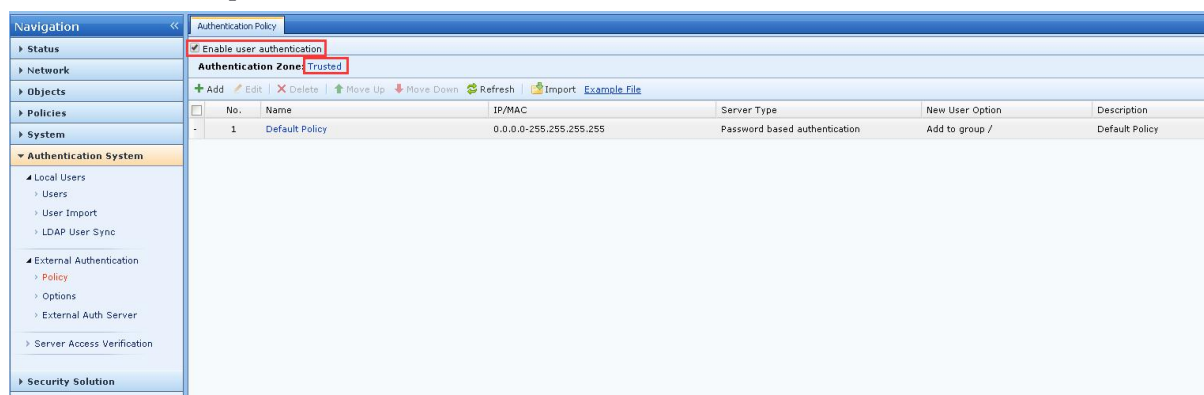 Navigation «
Authentication Policy
Status
Enable user authentication
Network
Authentication Zone: Trusted
Objects
Add Edit Delete Move Up Move Down Refresh Import Example File
Policies
No. Name IP/MAC Server Type New User Option Description
System
- 1 Default Policy 0.0.0.0-255.255.255.255 Password based authentication Add to group / Default Policy
Authentication System
Local Users
Users
User Import
LDAP User Sync
External Authentication
Policy
Options
External Auth Server
Server Access Verification
Security Solution